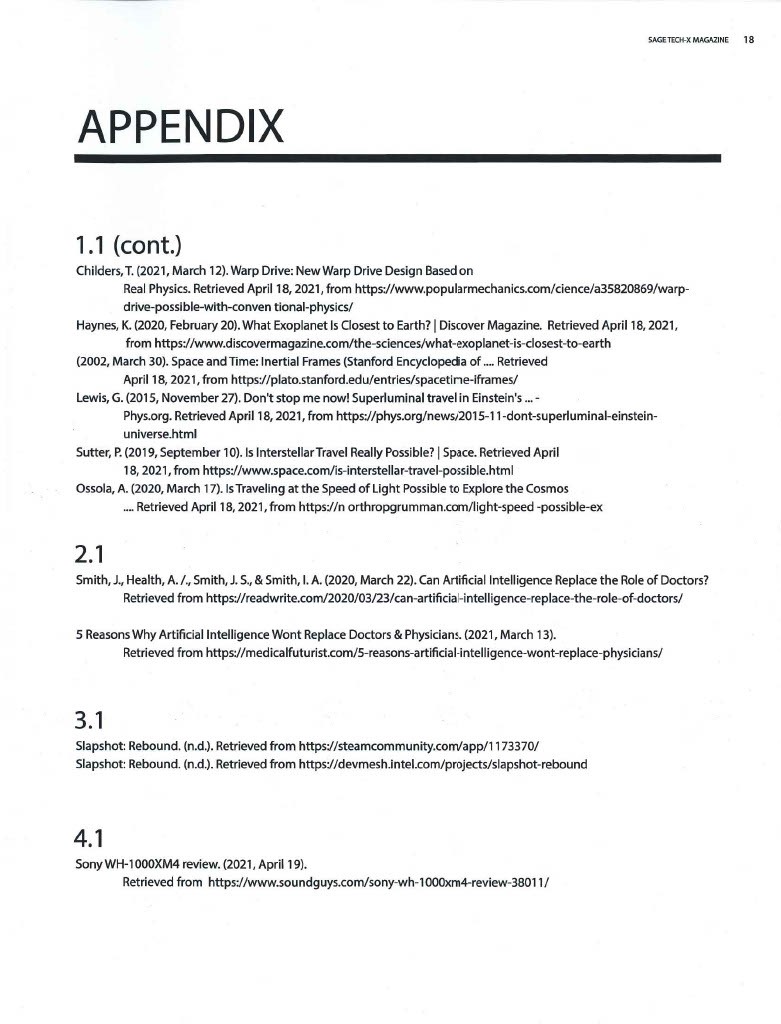 SAGE TECH-X MAGAZINE 18
APPENDIX
1.1 (cont.)
Childers, T. (2021, March 12). Warp Drive: New Warp Drive Design Based on
Real Physics. Retrieved April 18, 2021, from https://www.popularmechanics.com/cience/a35820869/warp-
drive-possible-with-conven tional-physics/
Haynes, K. (2020, February 20). What Exoplanet Is Closest to Earth? | Discover Magazine. Retrieved April 18, 2021,
from https://www.discovermagazine.com/the-sciences/what-exoplanet-is-closest-to-earth
(2002, March 30). Space and Time: Inertial Frames (Stanford Encyclopedia of .... Retrieved
April 18, 2021, from https://plato.stanford.edu/entries/spacetime-iframes/
Lewis, G. (2015, November 27). Don't stop me now! Superluminal travel in Einstein's ... -
Phys.org. Retrieved April 18, 2021, from https://phys.org/news/2015-11-dont-superluminal-einstein-
universe.html
Sutter, P. (2019, September 10). Is Interstellar Travel Really Possible? | Space. Retrieved April
18, 2021, from https://www.space.com/is-interstellar-travel-possible.html
Ossola, A. (2020, March 17). Is Traveling at the Speed of Light Possible to Explore the Cosmos
.... Retrieved April 18, 2021, from https://n orthropgrumman.com/light-speed -possible-ex
2.1
Smith, J., Health, A. /., Smith, J. S., & Smith, I. A. (2020, March 22). Can Artificial Intelligence Replace the Role of Doctors?
Retrieved from https://readwrite.com/2020/03/23/can-artificial-intelligence-replace-the-role-of-doctors/
5 Reasons Why Artificial Intelligence Wont Replace Doctors & Physicians. (2021, March 13).
Retrieved from https://medicalfuturist.com/5-reasons-artificial-intelligence-wont-replace-physicians/
3.1
Slapshot: Rebound. (n.d.). Retrieved from https://steamcommunity.com/app/1173370/
Slapshot: Rebound. (n.d.). Retrieved from https://devmesh.intel.com/projects/slapshot-rebound
4.1
Sony WH-1000XM4 review. (2021, April 19).
Retrieved from https://www.soundguys.com/sony-wh-1000xm4-review-38011/